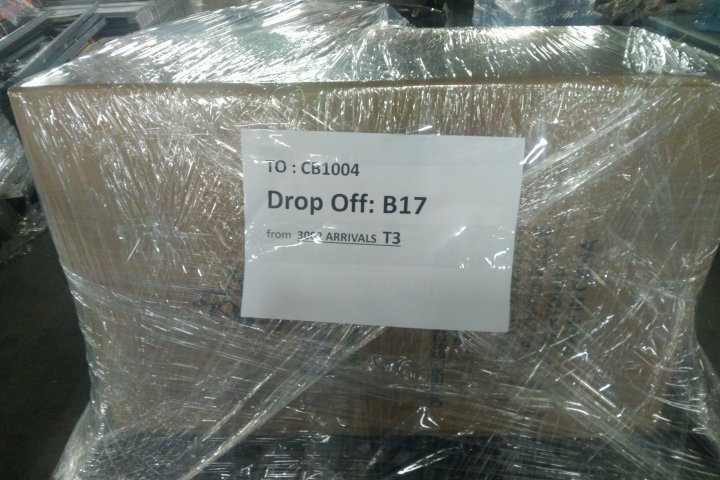 TO : CB1004
Drop Off: B17
from ARRIVALS T3